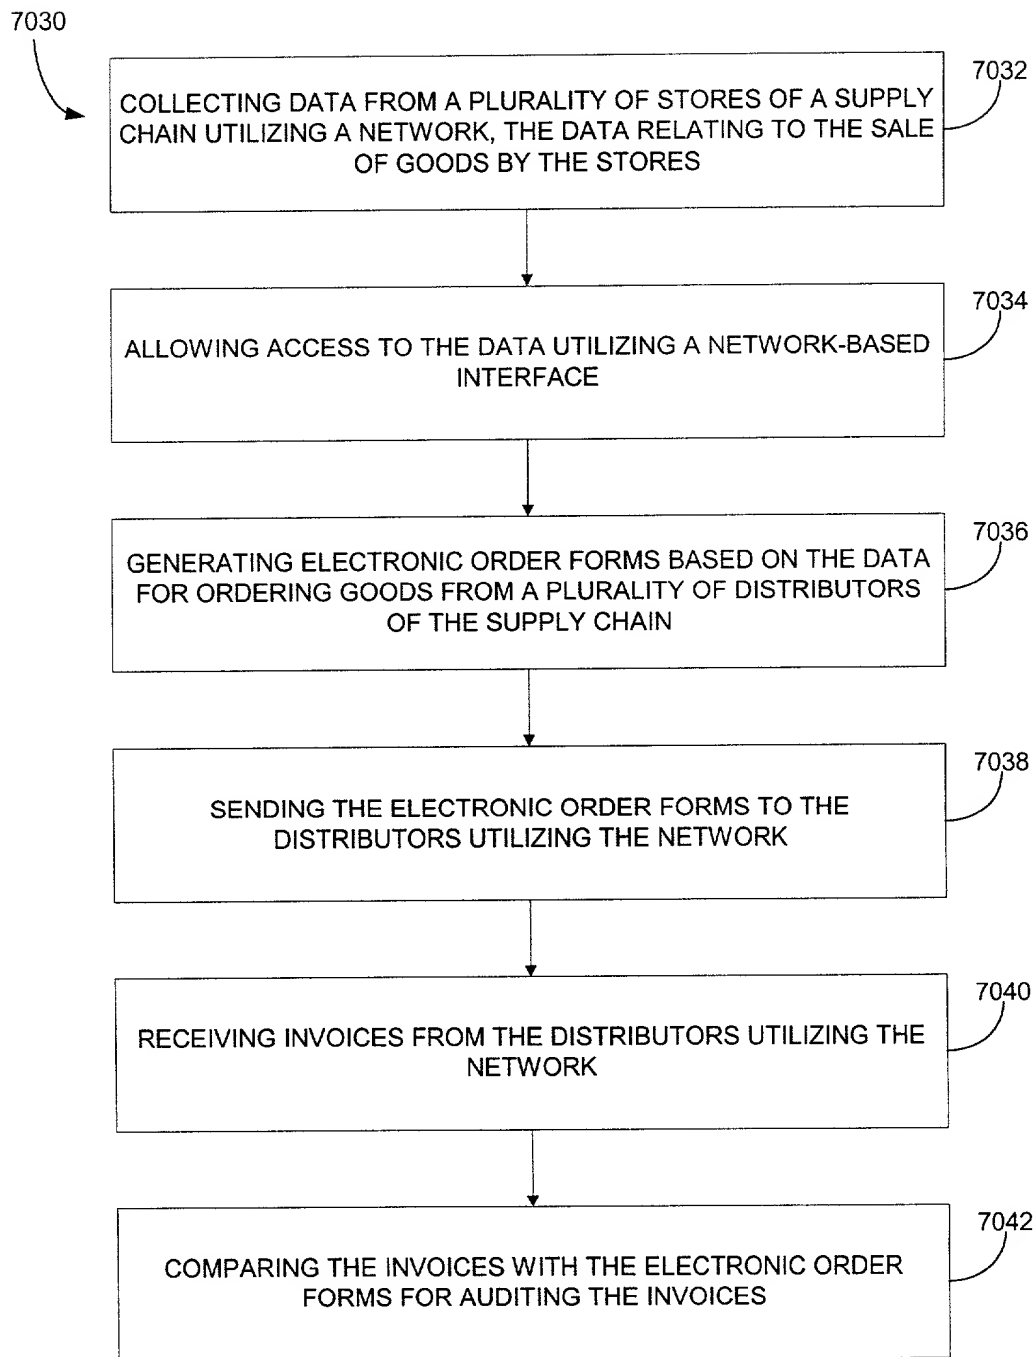 7030
7032
COLLECTING DATA FROM A PLURALITY OF STORES OF A SUPPLY
CHAIN UTILIZING A NETWORK, THE DATA RELATING TO THE SALE
OF GOODS BY THE STORES
7034
ALLOWING ACCESS TO THE DATA UTILIZING A NETWORK-BASED
INTERFACE
7036
GENERATING ELECTRONIC ORDER FORMS BASED ON THE DATA
FOR ORDERING GOODS FROM A PLURALITY OF DISTRIBUTORS
OF THE SUPPLY CHAIN
7038
SENDING THE ELECTRONIC ORDER FORMS TO THE
DISTRIBUTORS UTILIZING THE NETWORK
7040
RECEIVING INVOICES FROM THE DISTRIBUTORS UTILIZING THE
NETWORK
7042
COMPARING THE INVOICES WITH THE ELECTRONIC ORDER
FORMS FOR AUDITING THE INVOICES